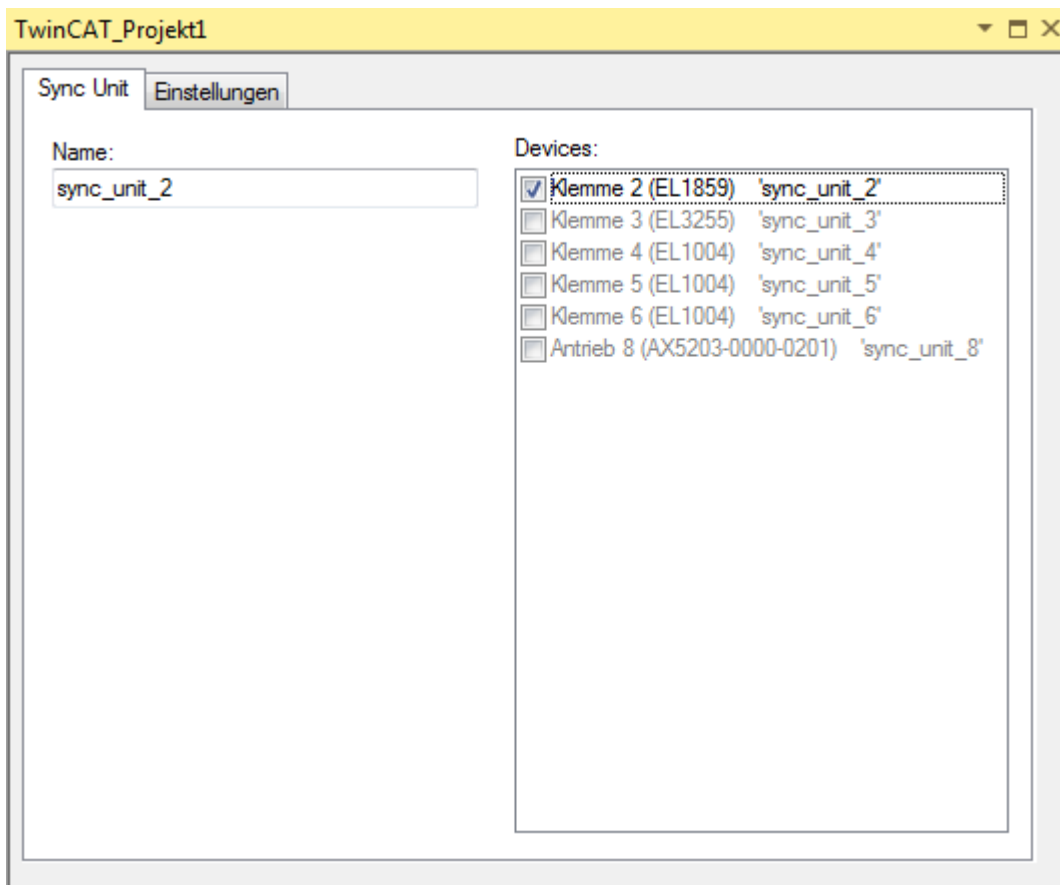 TwinCAT_Projekt1
Sync Unit Einstellungen
Name:
sync_unit_2
Devices:
Klemme 2 (EL1859) 'sync_unit_2'
Klemme 3 (EL3255) 'sync_unit_3'
Klemme 4 (EL1004) 'sync_unit_4'
Klemme 5 (EL1004) 'sync_unit_5'
Klemme 6 (EL1004) 'sync_unit_6'
Antrieb 8 (AX5203-0000-0201) 'sync_unit_8'